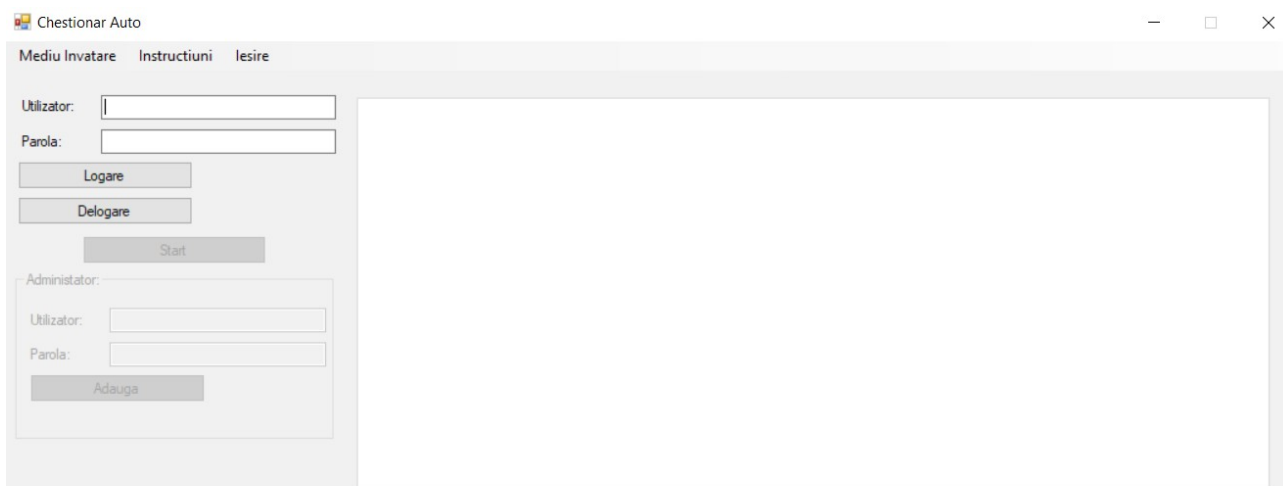 Chestionar Auto
Mediu Invatare Instructiuni Iesire
Utilizator:
Parola:
Logare
Delogare
Start
Administator:
Utilizator:
Parola:
Adauga